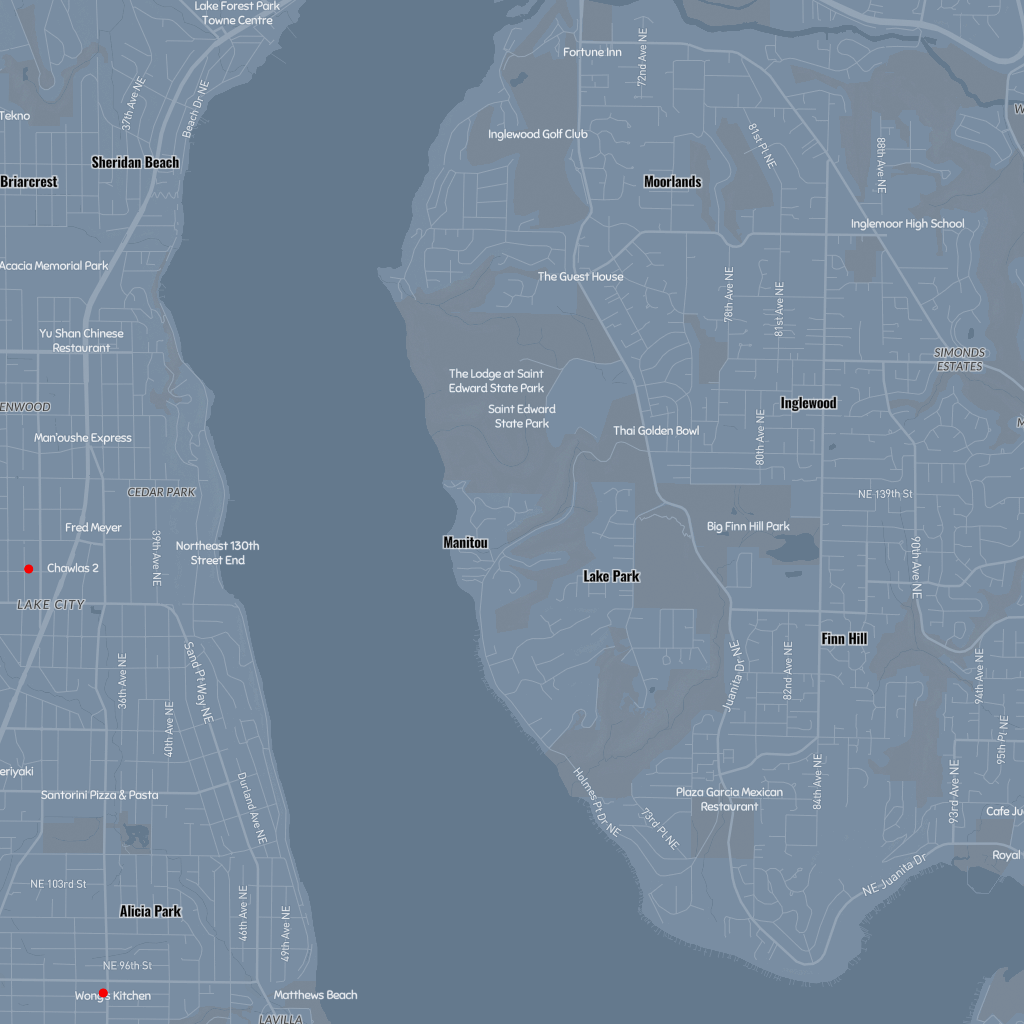 Lake Forest Park
Towne Centre
Fortune Inn
72nd Ave NE
37th Ave NE
Beach Dr NE
Tekno
Inglewood Golf Club
81st Pl NE
88th Ave NE
Sheridan Beach
Briarcrest
Moorlands
Inglemoor High School
Acacia Memorial Park
The Guest House
78th Ave NE
81st Ave NE
Yu Shan Chinese
Restaurant
SIMONDS
ESTATES
The Lodge at Saint
Edward State Park
ENWOOD
Saint Edward
State Park
Inglewood
Man'oushe Express
Thai Golden Bowl
80th Ave NE
CEDAR PARK
NE 139th St
Fred Meyer
Big Finn Hill Park
39th Ave NE
Northeast 130th
Street End
Manitou
90th Ave NE
Chawlas 2
Lake Park
LAKE CITY
Finn Hill
Sand Pt Way NE
36th Ave NE
Juanita Dr NE
82nd Ave NE
94th Ave NE
40th Ave NE
95th Pl NE
eriyaki
Santorini Pizza & Pasta
Durland Ave NE
Holmes Pt Dr NE
73rd Pl NE
Plaza Garcia Mexican
Restaurant
84th Ave NE
93rd Ave NE
Cafe Ju
Royal
NE Juanita Dr
NE 103rd St
Alicia Park
46th Ave NE
49th Ave NE
NE 96th St
Wong's Kitchen
Matthews Beach
LAVILLA